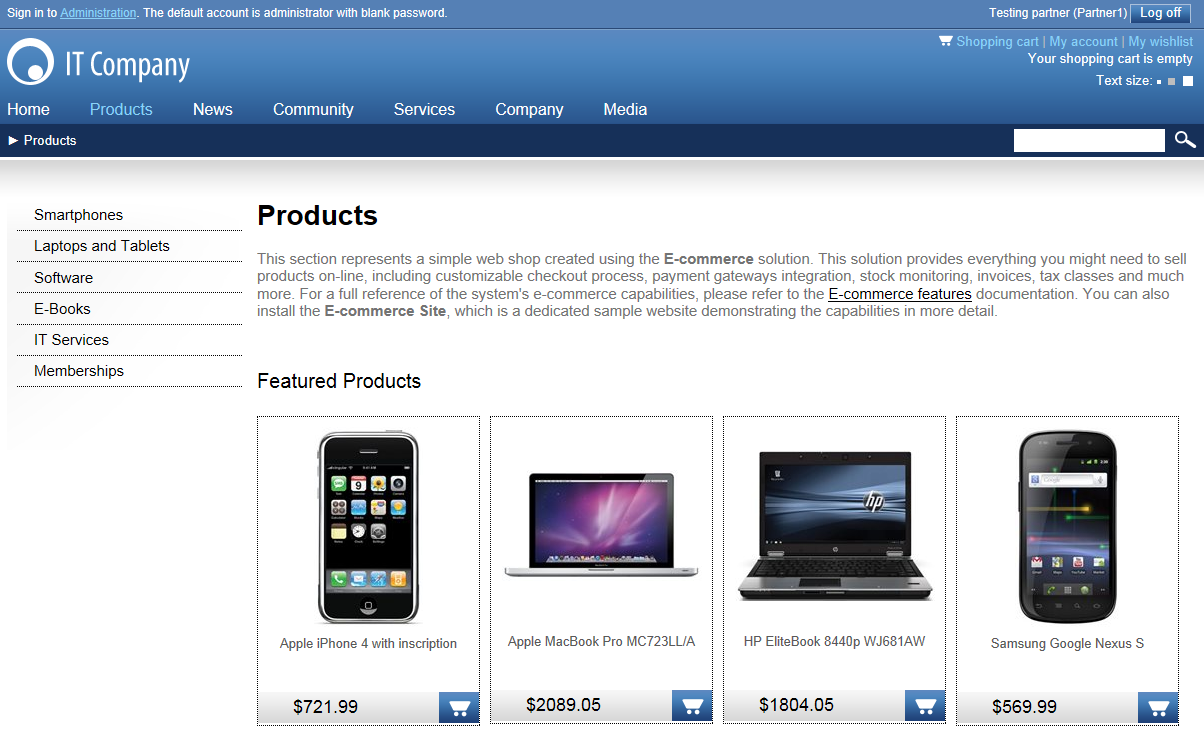 Sign in to Administration. The default account is administrator with blank password.
Testing partner (Partner1) Log off
Shopping cart | My account | My wishlist
Your shopping cart is empty
IT Company
Text size:
Home Products News Community Services Company Media
Products
Smartphones
Laptops and Tablets
Software
E-Books
IT Services
Memberships
Products
This section represents a simple web shop created using the E-commerce solution. This solution provides everything you might need to sell
products on-line, including customizable checkout process, payment gateways integration, stock monitoring, invoices, tax classes and much
more. For a full reference of the system's e-commerce capabilities, please refer to the E-commerce features documentation. You can also
install the E-commerce Site, which is a dedicated sample website demonstrating the capabilities in more detail.
Featured Products
hp
Apple iPhone 4 with inscription
Apple MacBook Pro MC723LL/A
HP EliteBook 8440p WJ681AW
Samsung Google Nexus S
$721.99
$2089.05
$1804.05
$569.99